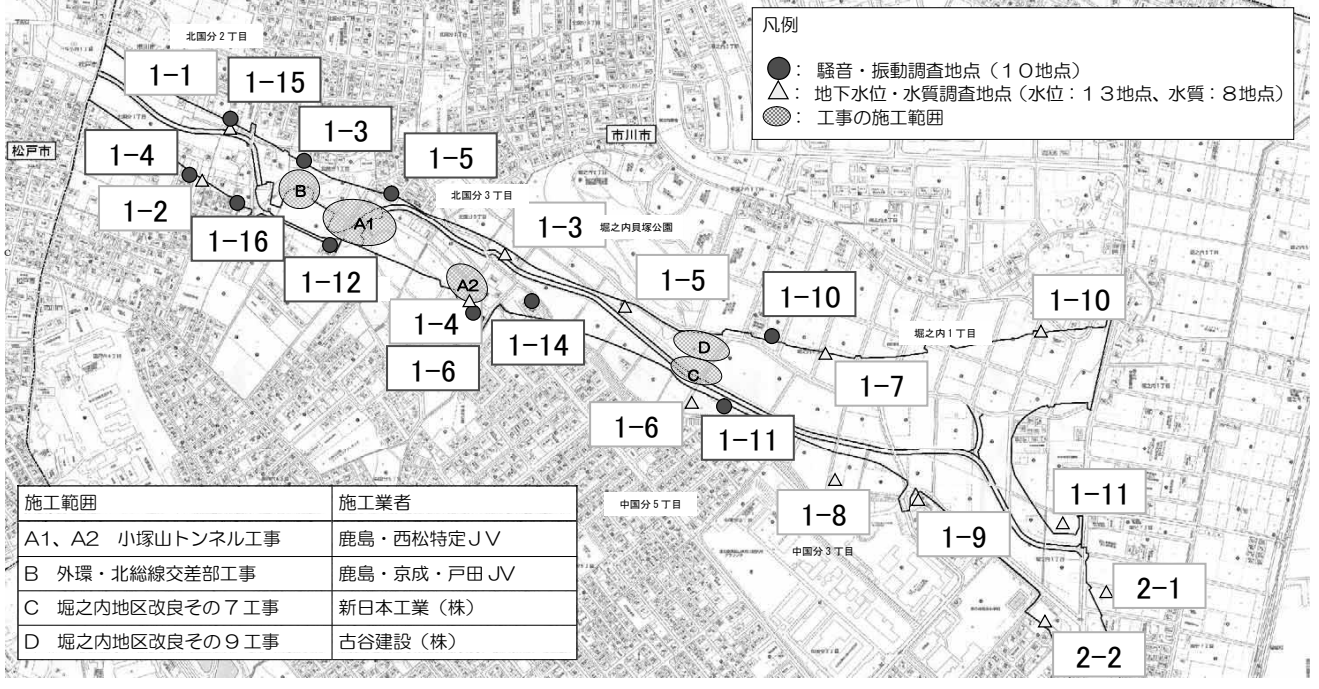 凡例
●： 騒音・振動調査地点（１０地点）
△： 地下水位・水質調査地点（水位：１３地点、水質：８地点）
： 工事の施工範囲
北国分２丁目
1-1
1-15
1-3
1-5
市川市
松戸市
1-4
1-2
1-16
1-12
B
A1
A2
北国分３丁目
1-3
堀之内貝塚公園
1-5
1-10
1-10
堀之内１丁目
1-4
1-6
1-14
D
C
1-7
1-6
1-11
中国分５丁目
1-8
中国分３丁目
1-9
1-11
2-1
2-2
施工範囲 施工業者
A1、A2 小塚山トンネル工事 鹿島・西松特定ＪＶ
B 外環・北総線交差部工事 鹿島・京成・戸田 JV
C 堀之内地区改良その７工事 新日本工業（株）
D 堀之内地区改良その９工事 古谷建設（株）